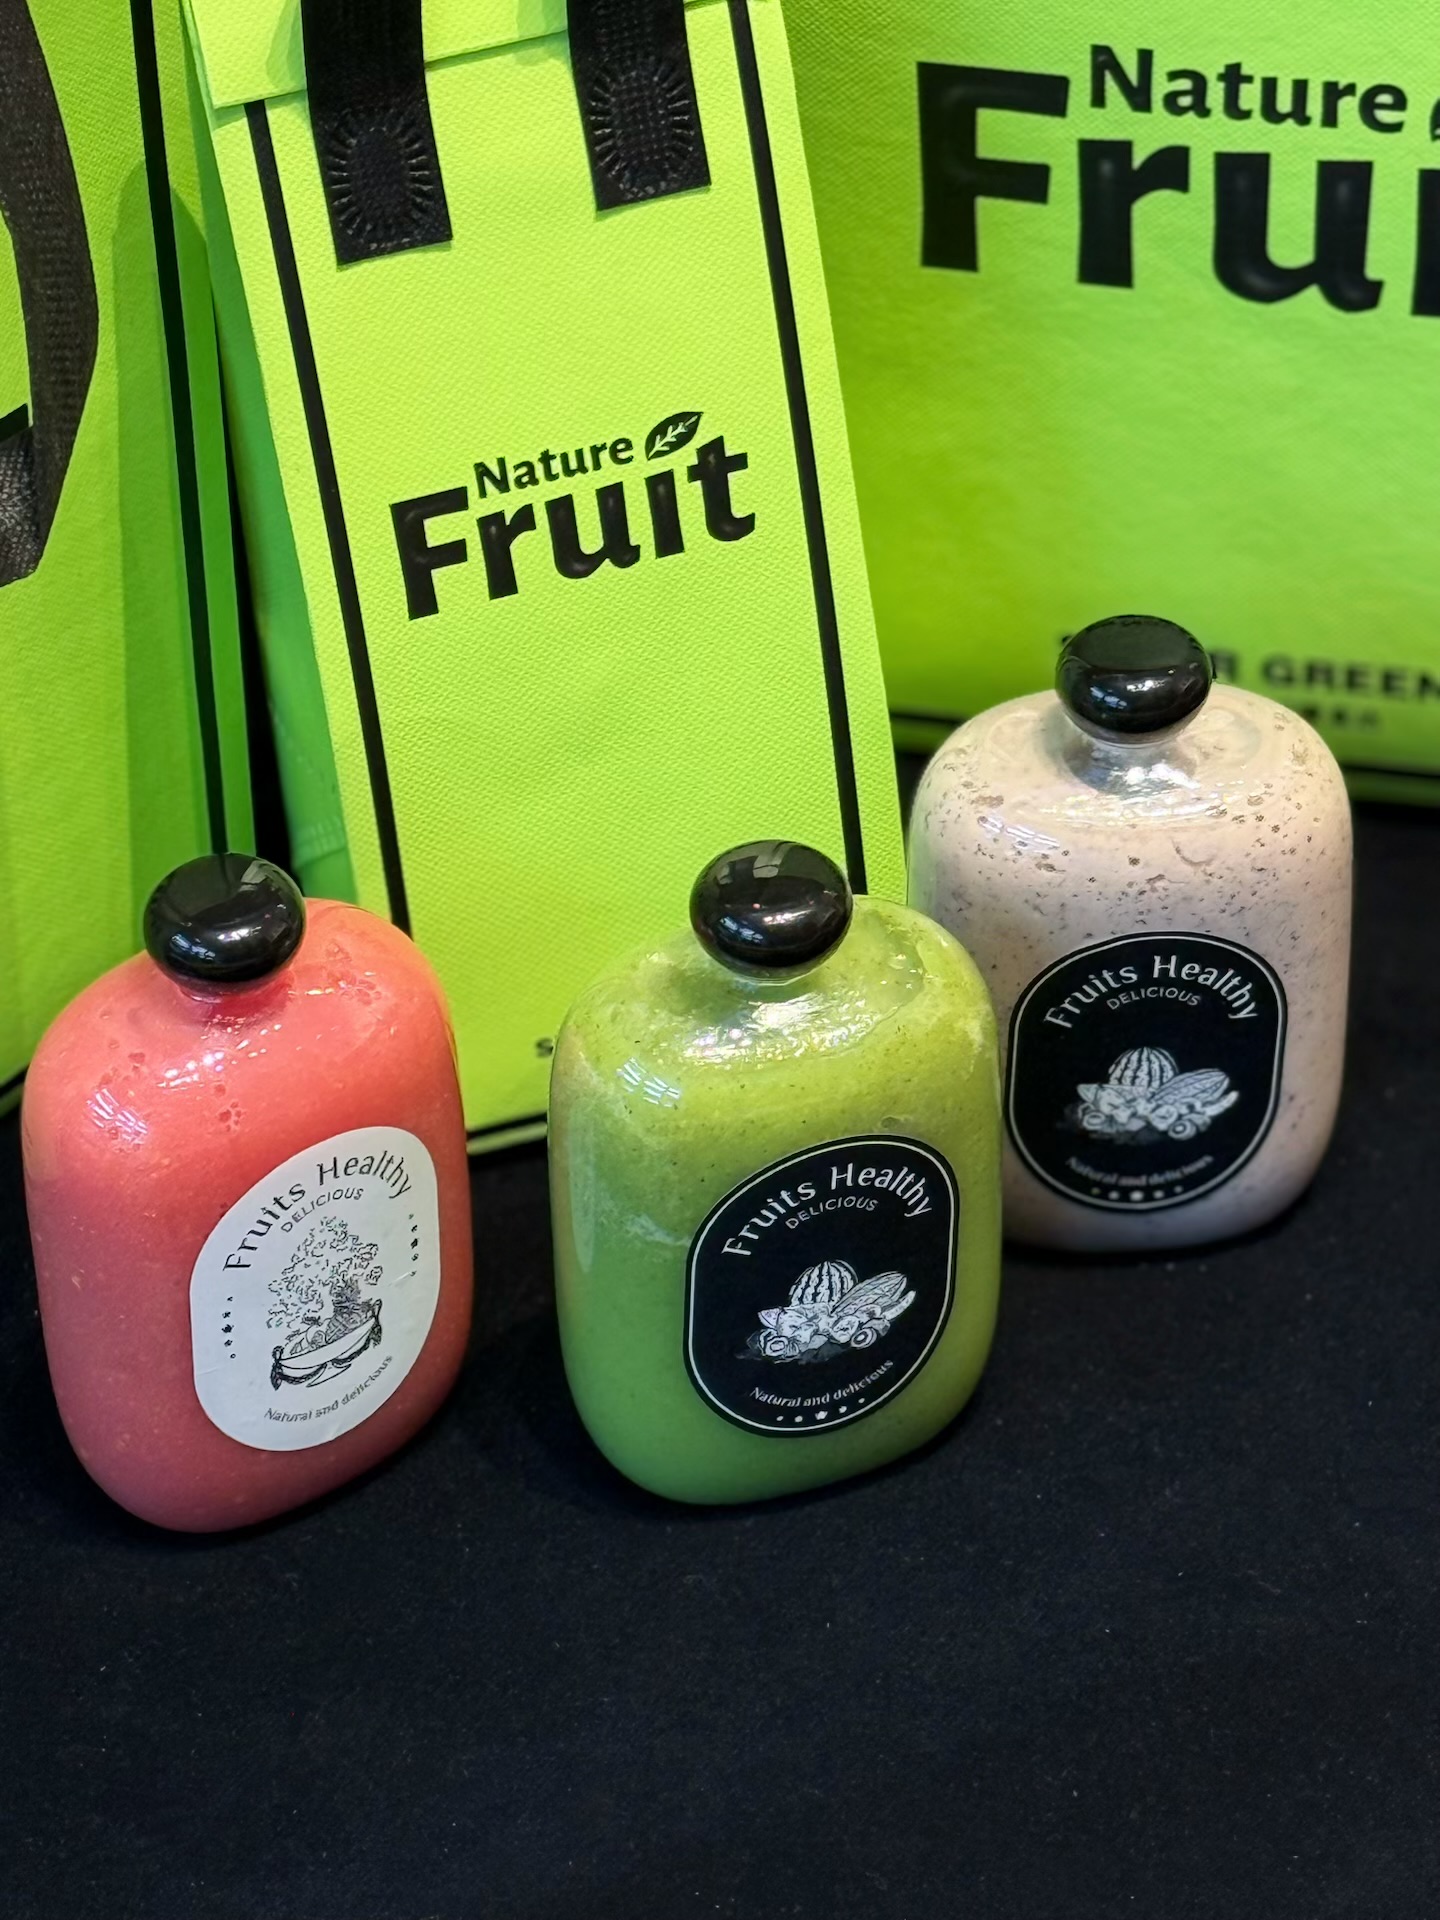 Nature
Fruit
Nature
Fru
R GREEN
Fruits Healthy
DELICIOUS
Natural and delicious
Fruits Healthy
DELICIOUS
Natural and delicious
Fruits Healthy
DELICIOUS
Natural and delicious